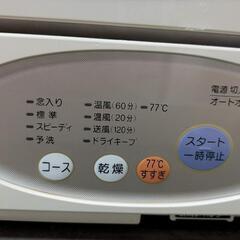 念入り
標準
スピーディ
予洗
温風(60分)
77℃
温風(20分)
送風(120分)
ドライキープ
電源 切
オート
コース
乾燥
77℃
すすぎ
スタート
一時停止